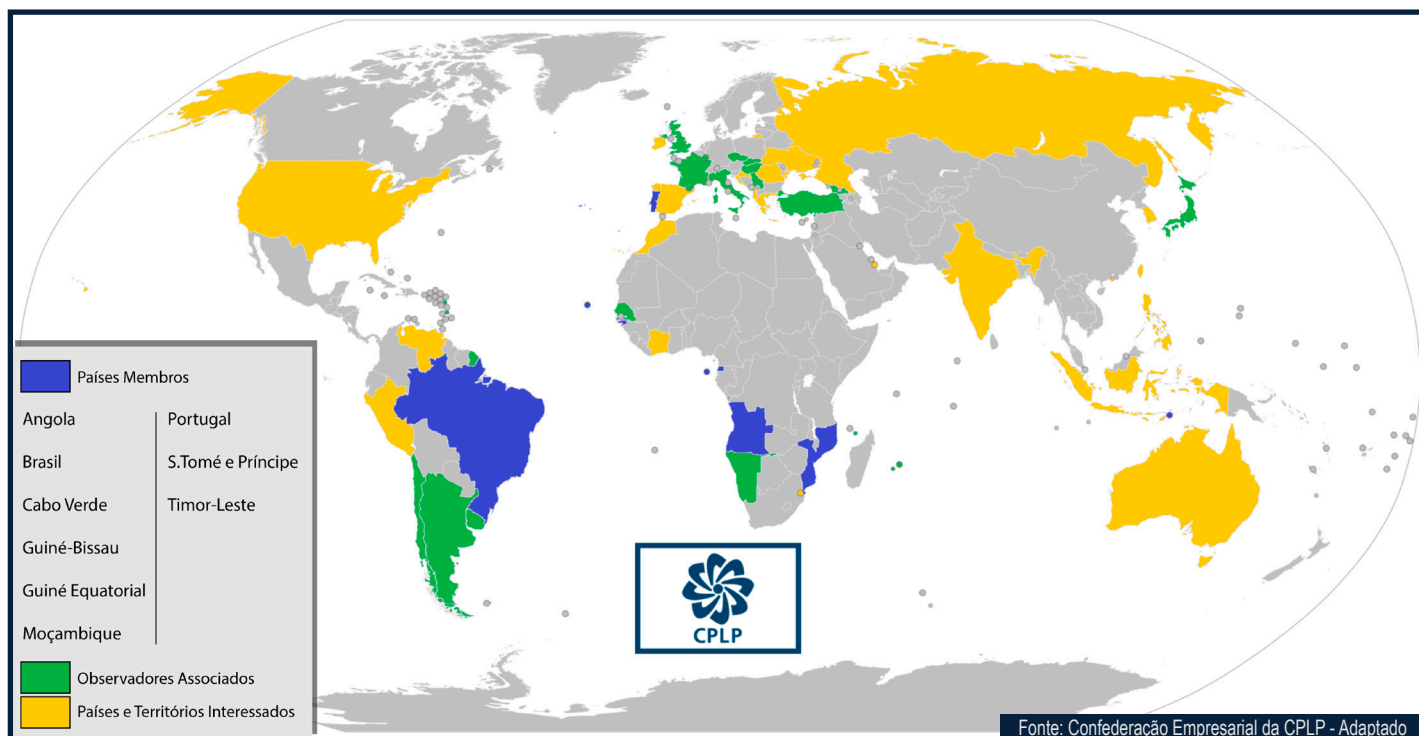 Países Membros
Angola
Brasil
Cabo Verde
Guiné-Bissau
Guiné Equatorial
Moçambique
Portugal
S.Tomé e Príncipe
Timor-Leste
Observadores Associados
Países e Territórios Interessados
CPLP
Fonte: Confederação Empresarial da CPLP - Adaptado